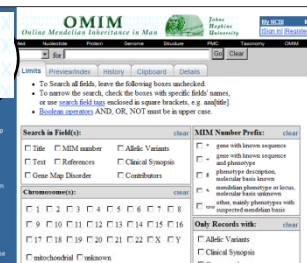 OMIM
Online Mendelian Inheritance in Man
Johns Hopkins University
My NCBI
[Sign In] [Register]
Nucleotide Protein Genome Structure PMC Taxonomy OMIM
for Go Clear
Limits Preview/Index History Clipboard Details
• To Search all field, leave the following boxes unchecked.
• To narrow the search, check the boxes with specific fields' names,
or use search field tags enclosed in square brackets, e.g. aaa[title].
• Boolean operators AND, OR, NOT must be in upper case.
Search in Field(s): clear
Title MIM number Allelic Variants
Text References Clinical Synopsis
Gene Map Disorder Contributors
Chromosome(s): clear
1 2 3 4 5 6 7 8
9 10 11 12 13 14 15 16
17 18 19 20 21 22 X Y
mitochondrial unknown
MIM Number Prefix: clear
* gene with known sequence
+ gene with known sequence
and phenotype
# phenotype description,
molecular basis known
% mendelian phenotype or locus,
molecular basis unknown
other, mainly phenotypes with
suspected mendelian basis
Only Records with: clear
Allelic Variants
Clinical Synopsis